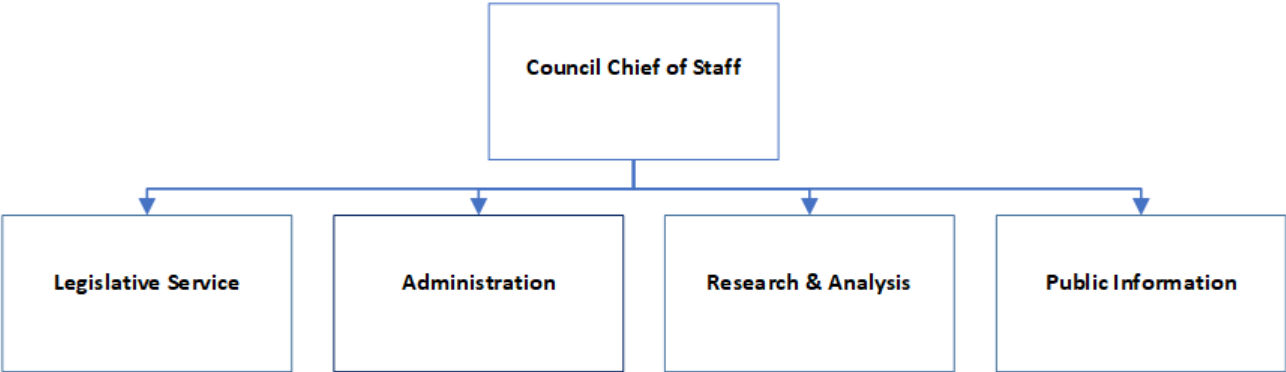 Council Chief of Staff
Legislative Service
Administration
Research & Analysis
Public Information